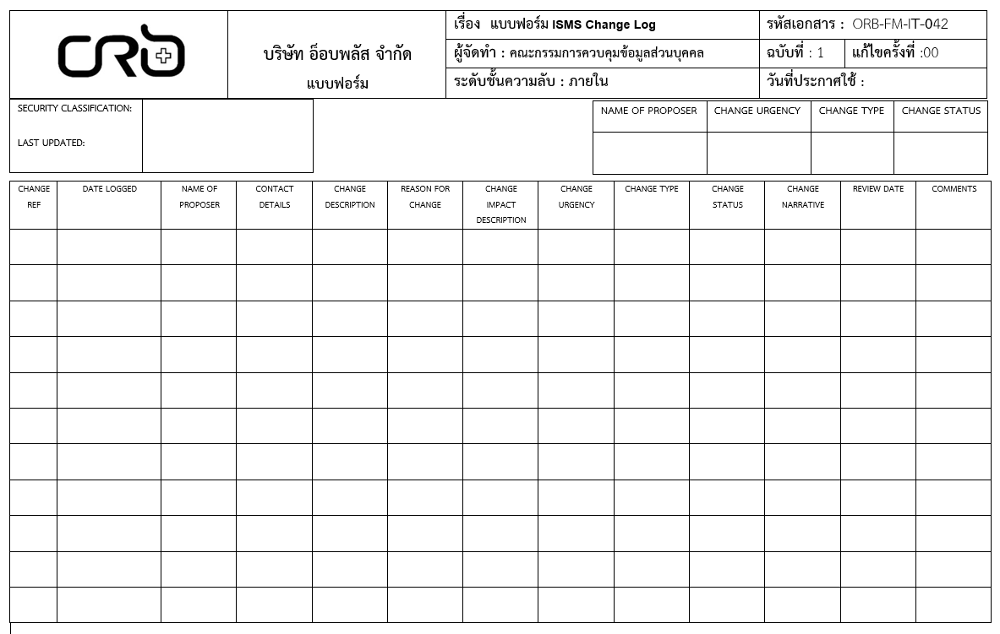 ORb
บริษัท อ็อบพลัส จำกัด
แบบฟอร์ม
เรื่อง แบบฟอร์ม ISMS Change Log
รหัสเอกสาร : ORB-FM-IT-042
ผู้จัดทำ : คณะกรรมการควบคุมข้อมูลส่วนบุคคล
ฉบับที่ : 1
แก้ไขครั้งที่ :00
ระดับชั้นความลับ : ภายใน
วันที่ประกาศใช้ :
SECURITY CLASSIFICATION:
LAST UPDATED:
NAME OF PROPOSER
CHANGE URGENCY
CHANGE TYPE
CHANGE STATUS
CHANGE
REF
DATE LOGGED
NAME OF
PROPOSER
CONTACT
DETAILS
CHANGE
DESCRIPTION
REASON FOR
CHANGE
CHANGE
IMPACT
DESCRIPTION
CHANGE
URGENCY
CHANGE TYPE
CHANGE
STATUS
CHANGE
NARRATIVE
REVIEW DATE
COMMENTS